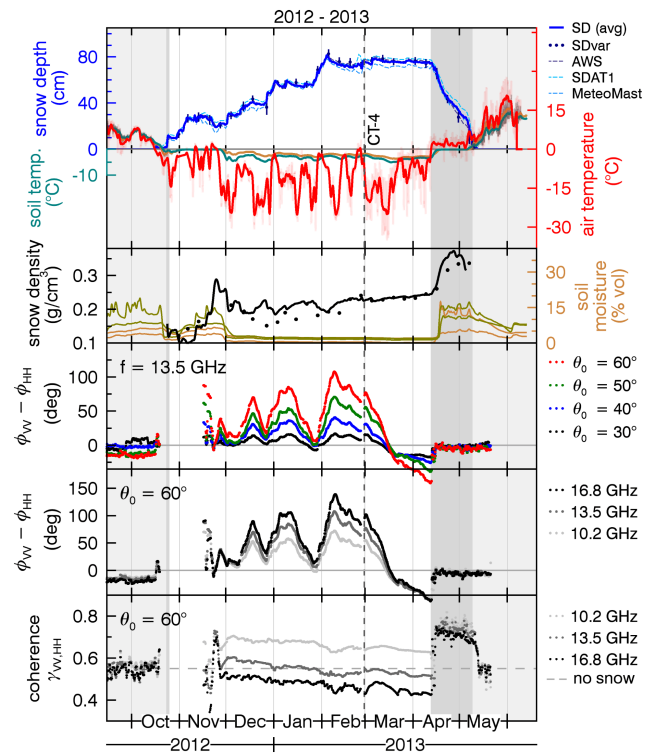 2012 - 2013
snow depth
(cm)
80
40
0
soil temp.
(°C)
-10
CT-4
air temperature
(°C)
15
0
-15
-30
SD (avg)
SDvar
AWS
SDAT1
MeteoMast
snow density
(g/cm³)
0.3
0.2
0.1
soil
moisture
(% vol)
30
15
0
f = 13.5 GHz
ϕVV − ϕHH
(deg)
100
50
0
θ0 = 60°
θ0 = 50°
θ0 = 40°
θ0 = 30°
θ0 = 60°
ϕVV − ϕHH
(deg)
150
100
50
0
16.8 GHz
13.5 GHz
10.2 GHz
θ0 = 60°
coherence
γVV,HH
0.8
0.6
0.4
10.2 GHz
13.5 GHz
16.8 GHz
no snow
Oct Nov Dec Jan Feb Mar Apr May
2012 2013